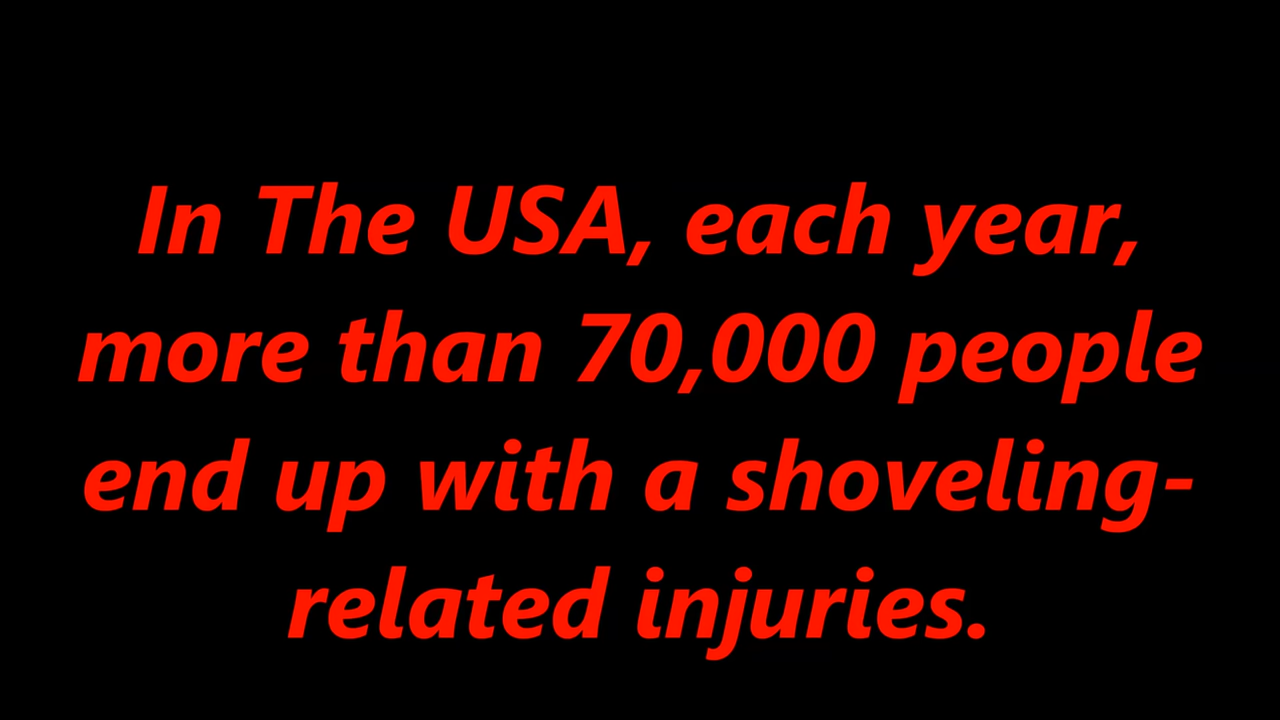 In The USA, each year,
more than 70,000 people
end up with a shoveling-
related injuries.